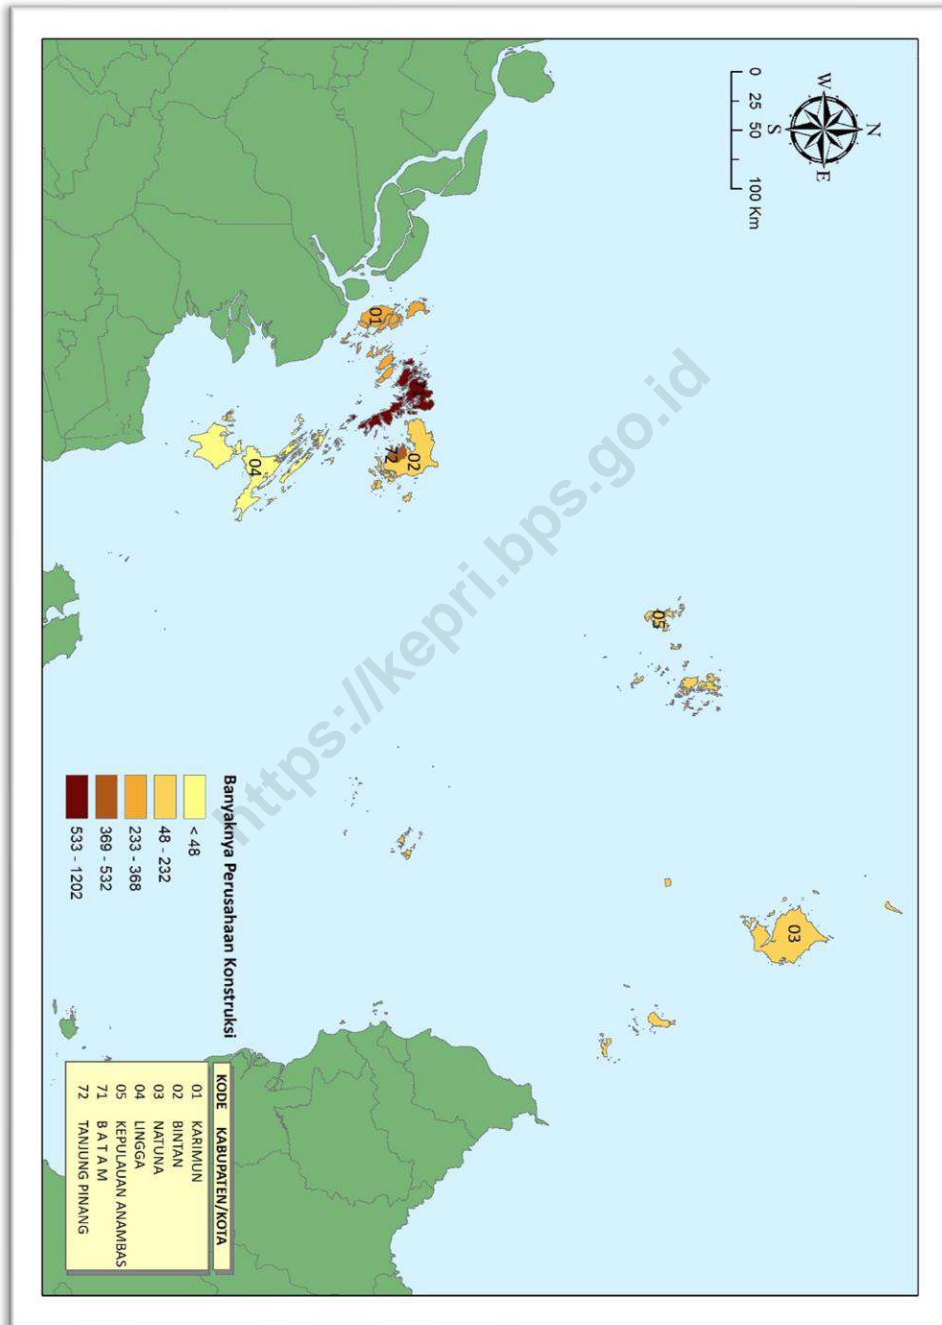 N
W
E
S
0 25 50 100 Km
01
02
72
04
05
03
https://kepri.bps.go.id
Banyaknya Perusahaan Konstruksi
< 48
48 - 232
233 - 368
369 - 532
533 - 1202
KODE KABUPATEN/KOTA
01 KARIMUN
02 BINTAN
03 NATUNA
04 LINGGA
05 KEPULAUAN ANAMBAS
71 B A T A M
72 TANJUNG PINANG